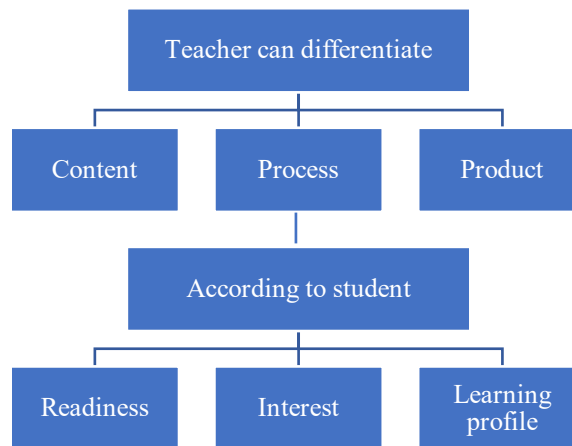 Teacher can differentiate
Content
Process
Product
According to student
Readiness
Interest
Learning
profile